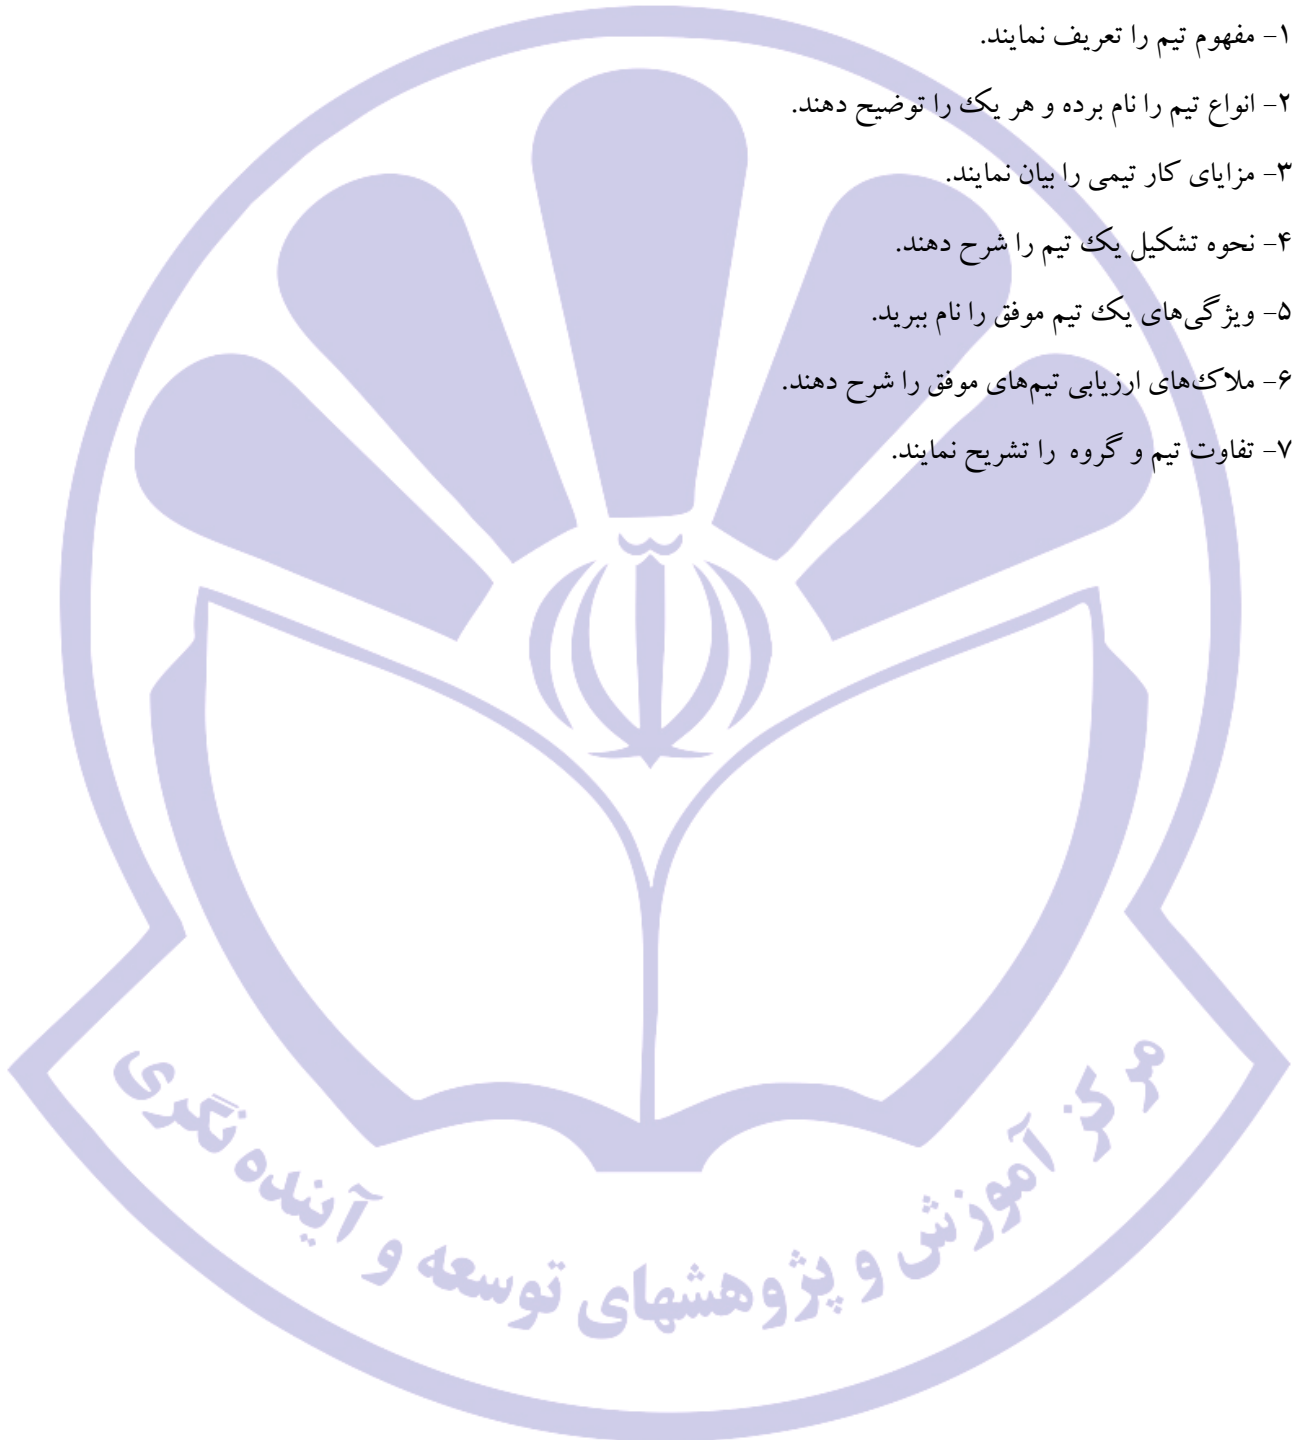 ۱- مفهوم تیم را تعریف نمایند.
۲- انواع تیم را نام برده و هر یک را توضیح دهند.
۳- مزایای کار تیمی را بیان نمایند.
۴- نحوه تشکیل یک تیم را شرح دهند.
۵- ویژگی‌های یک تیم موفق را نام ببرید.
۶- ملاک‌های ارزیابی تیم‌های موفق را شرح دهند.
۷- تفاوت تیم و گروه را تشریح نمایند.
مرکز آموزش و پژوهشهای توسعه و آینده نگری